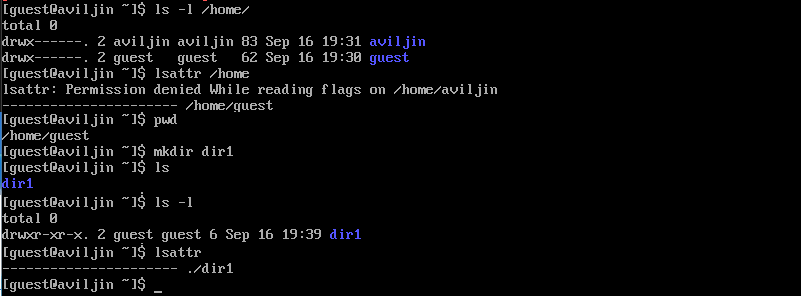 [guest@aviljin ~]$ ls -l /home/
total 0
drwx------. 2 aviljin aviljin 83 Sep 16 19:31 aviljin
drwx------. 2 guest   guest   62 Sep 16 19:30 guest
[guest@aviljin ~]$ lsattr /home
lsattr: Permission denied While reading flags on /home/aviljin
---------------------- /home/guest
[guest@aviljin ~]$ pwd
/home/guest
[guest@aviljin ~]$ mkdir dir1
[guest@aviljin ~]$ ls
dir1
[guest@aviljin ~]$ ls -l
total 0
drwxr-xr-x. 2 guest guest 6 Sep 16 19:39 dir1
[guest@aviljin ~]$ lsattr
---------------------- ./dir1
[guest@aviljin ~]$ _